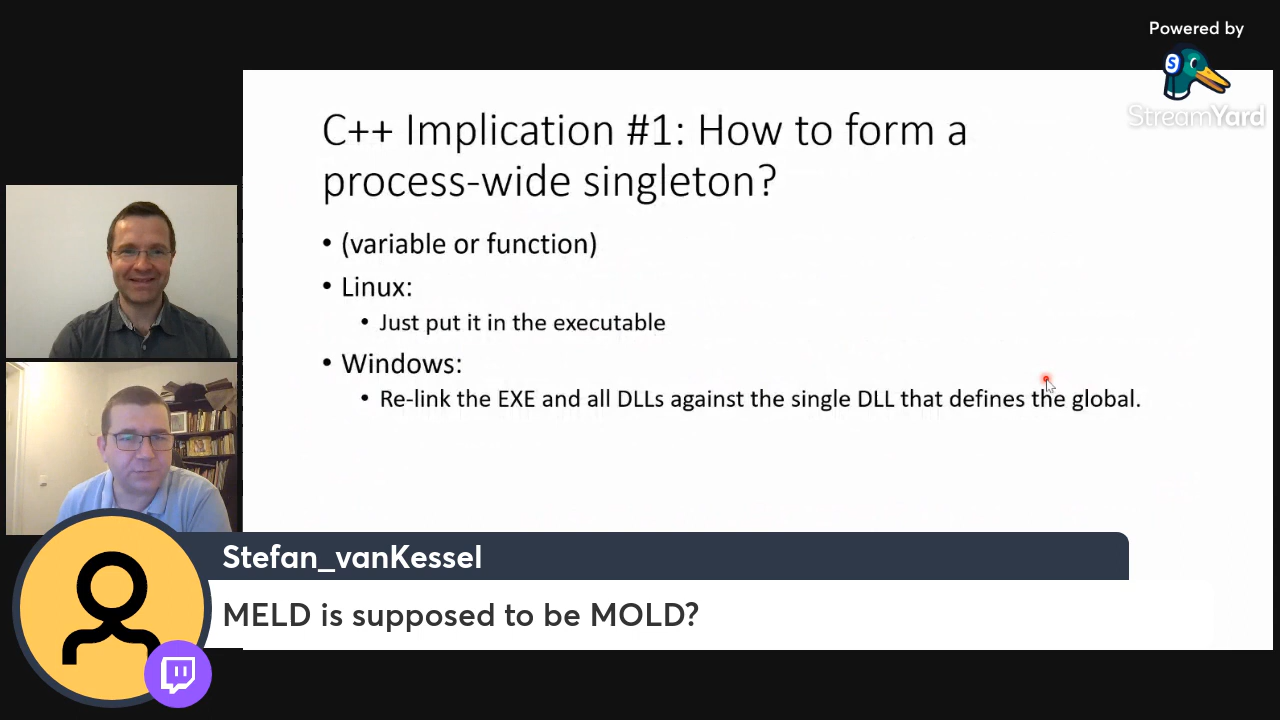 Powered by
StreamYard
C++ Implication #1: How to form a
process-wide singleton?
• (variable or function)
• Linux:
• Just put it in the executable
• Windows:
• Re-link the EXE and all DLLs against the single DLL that defines the global.
Stefan_vanKessel
MELD is supposed to be MOLD?